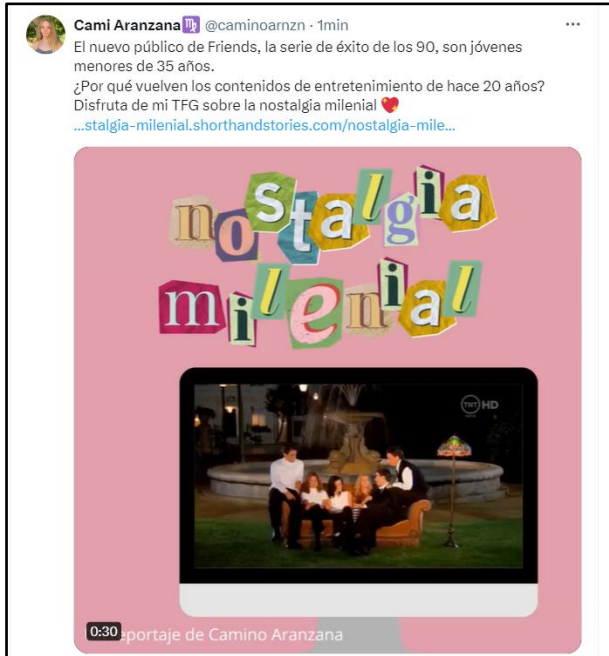 Cami Aranzana♍ @caminoarnzn · 1min
El nuevo público de Friends, la serie de éxito de los 90, son jóvenes
menores de 35 años.
¿Por qué vuelven los contenidos de entretenimiento de hace 20 años?
Disfruta de mi TFG sobre la nostalgia milenial 💖
...stalgia-milenial.shorthandstories.com/nostalgia-mile...
nostalgia
milenial
TNT HD
0:30 eportaje de Camino Aranzana